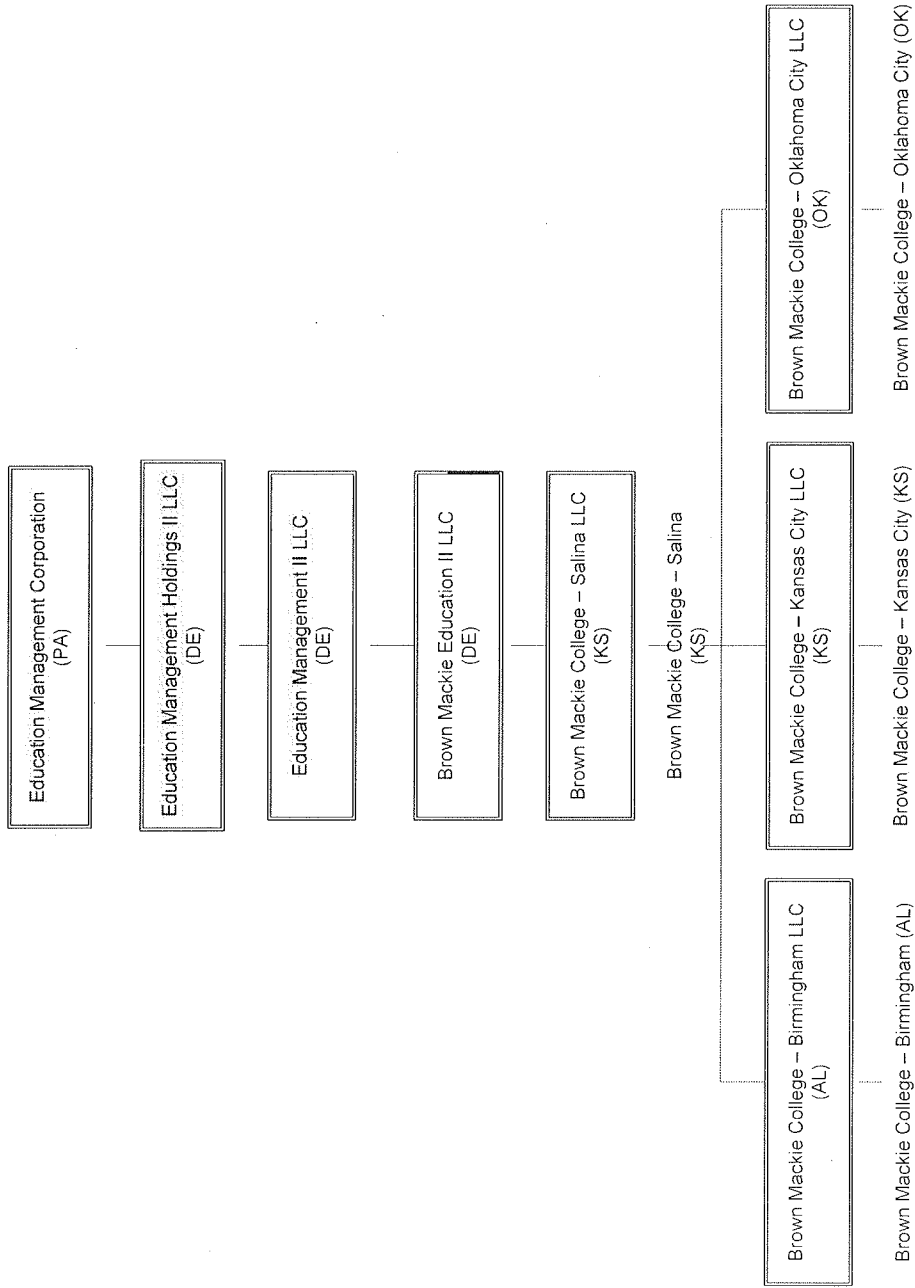 Education Management Corporation
(PA)
Education Management Holdings II LLC
(DE)
Education Management II LLC
(DE)
Brown Mackie Education II LLC
(DE)
Brown Mackie College – Salina LLC
(KS)
Brown Mackie College – Salina
(KS)
Brown Mackie College – Birmingham LLC
(AL)
Brown Mackie College – Birmingham (AL)
Brown Mackie College – Kansas City LLC
(KS)
Brown Mackie College – Kansas City (KS)
Brown Mackie College – Oklahoma City LLC
(OK)
Brown Mackie College – Oklahoma City (OK)